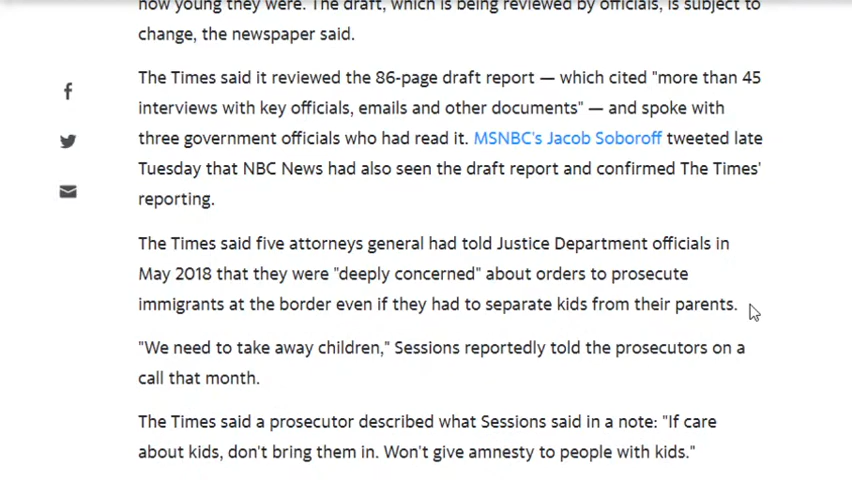 how young they were. The draft, which is being reviewed by officials, is subject to
change, the newspaper said.
The Times said it reviewed the 86-page draft report — which cited "more than 45
interviews with key officials, emails and other documents" — and spoke with
three government officials who had read it. MSNBC's Jacob Soboroff tweeted late
Tuesday that NBC News had also seen the draft report and confirmed The Times'
reporting.
The Times said five attorneys general had told Justice Department officials in
May 2018 that they were "deeply concerned" about orders to prosecute
immigrants at the border even if they had to separate kids from their parents.
"We need to take away children," Sessions reportedly told the prosecutors on a
call that month.
The Times said a prosecutor described what Sessions said in a note: "If care
about kids, don't bring them in. Won't give amnesty to people with kids."